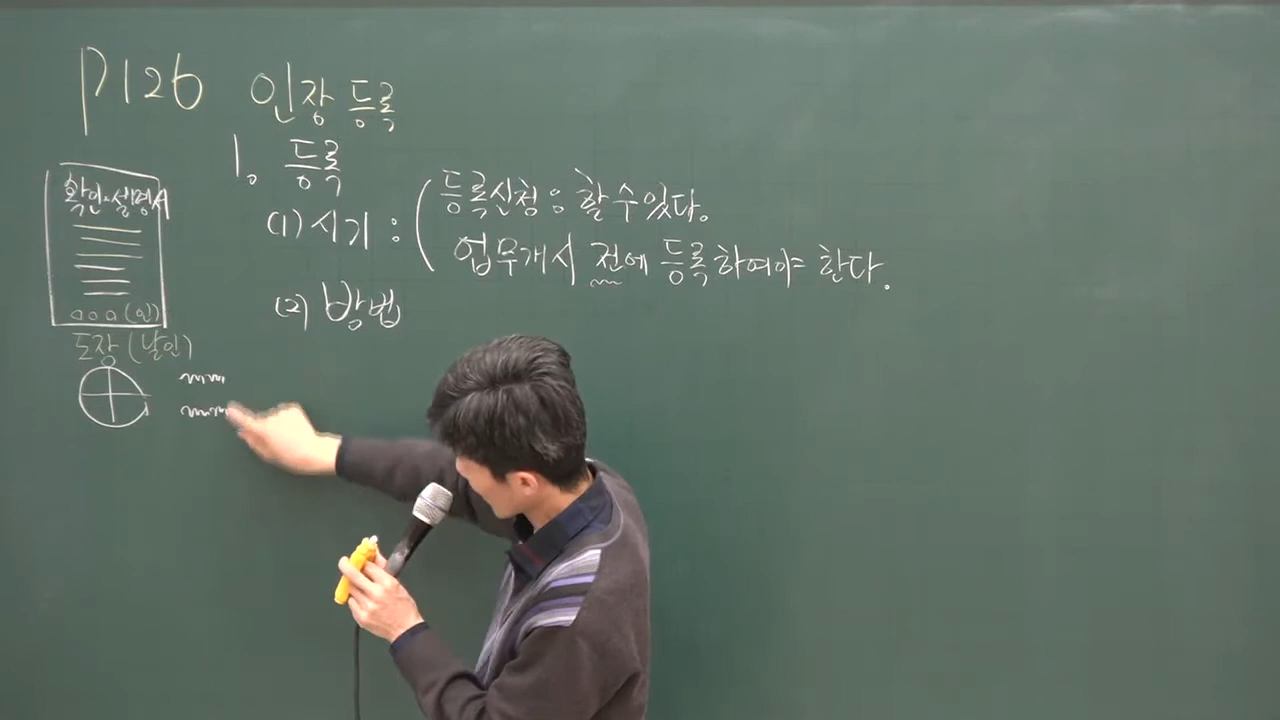 P126 인장 등록
1. 등록
(1) 시기 : 등록신청 : 할 수 있다.
업무개시 전에 등록하여야 한다.
(2) 방법
확인·설명서
ㅇㅇㅇ(인)
도장(날인)